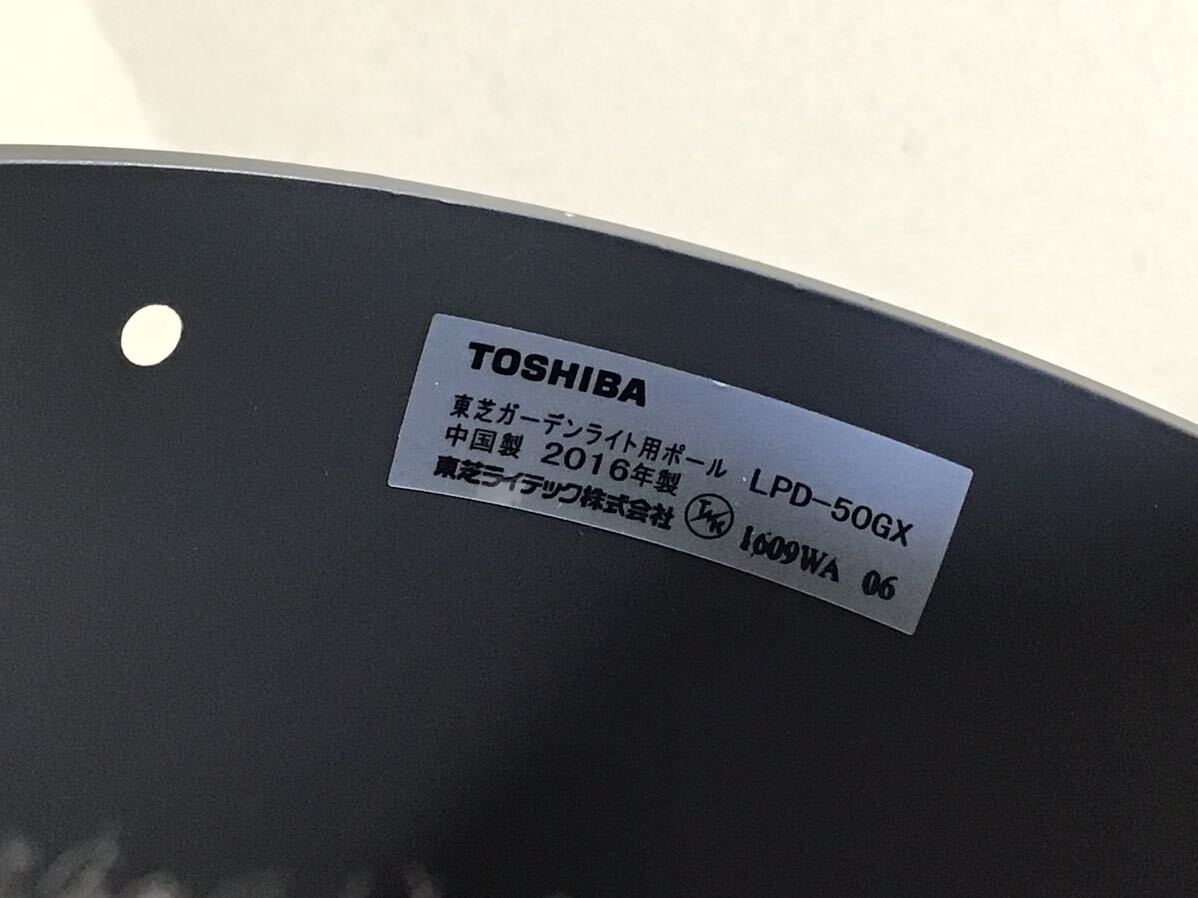 TOSHIBA
東芝ガーデンライト用ポール LPD-50GX
中国製 2016年製
東芝ライテック株式会社 1609WA 06